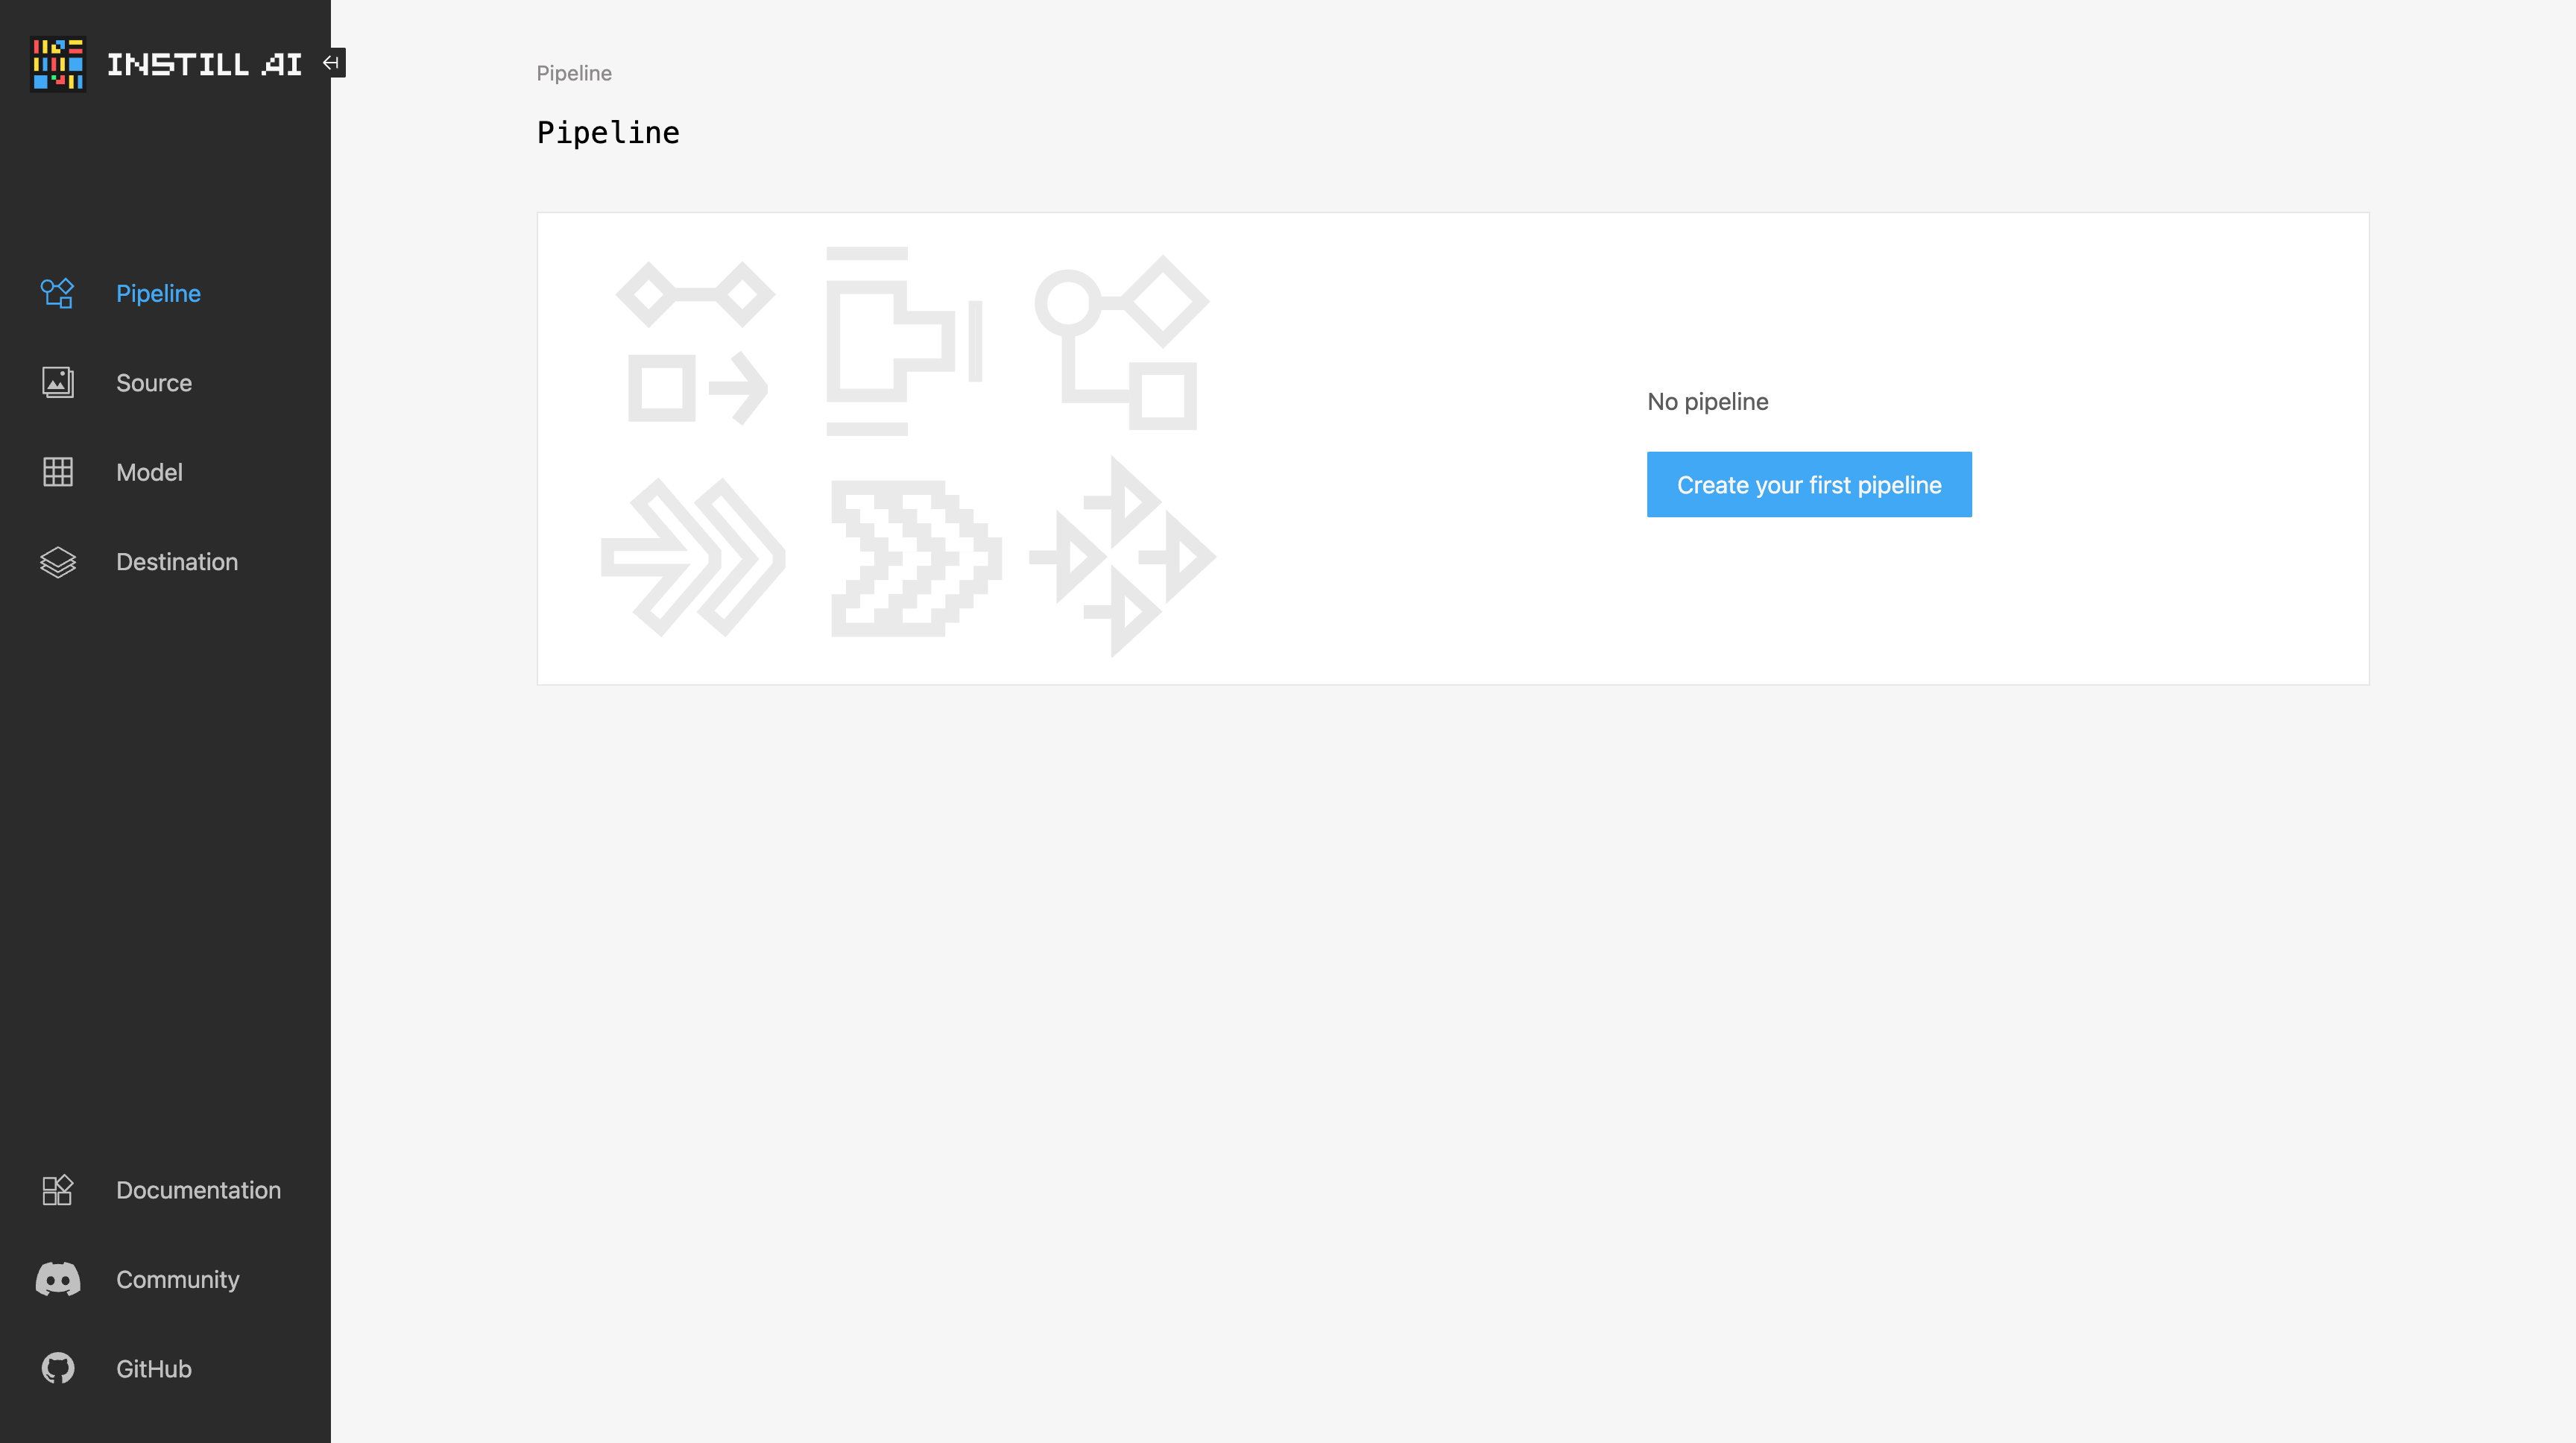 INSTILL AI
Pipeline
Source
Model
Destination
Documentation
Community
GitHub
Pipeline
Pipeline
No pipeline
Create your first pipeline